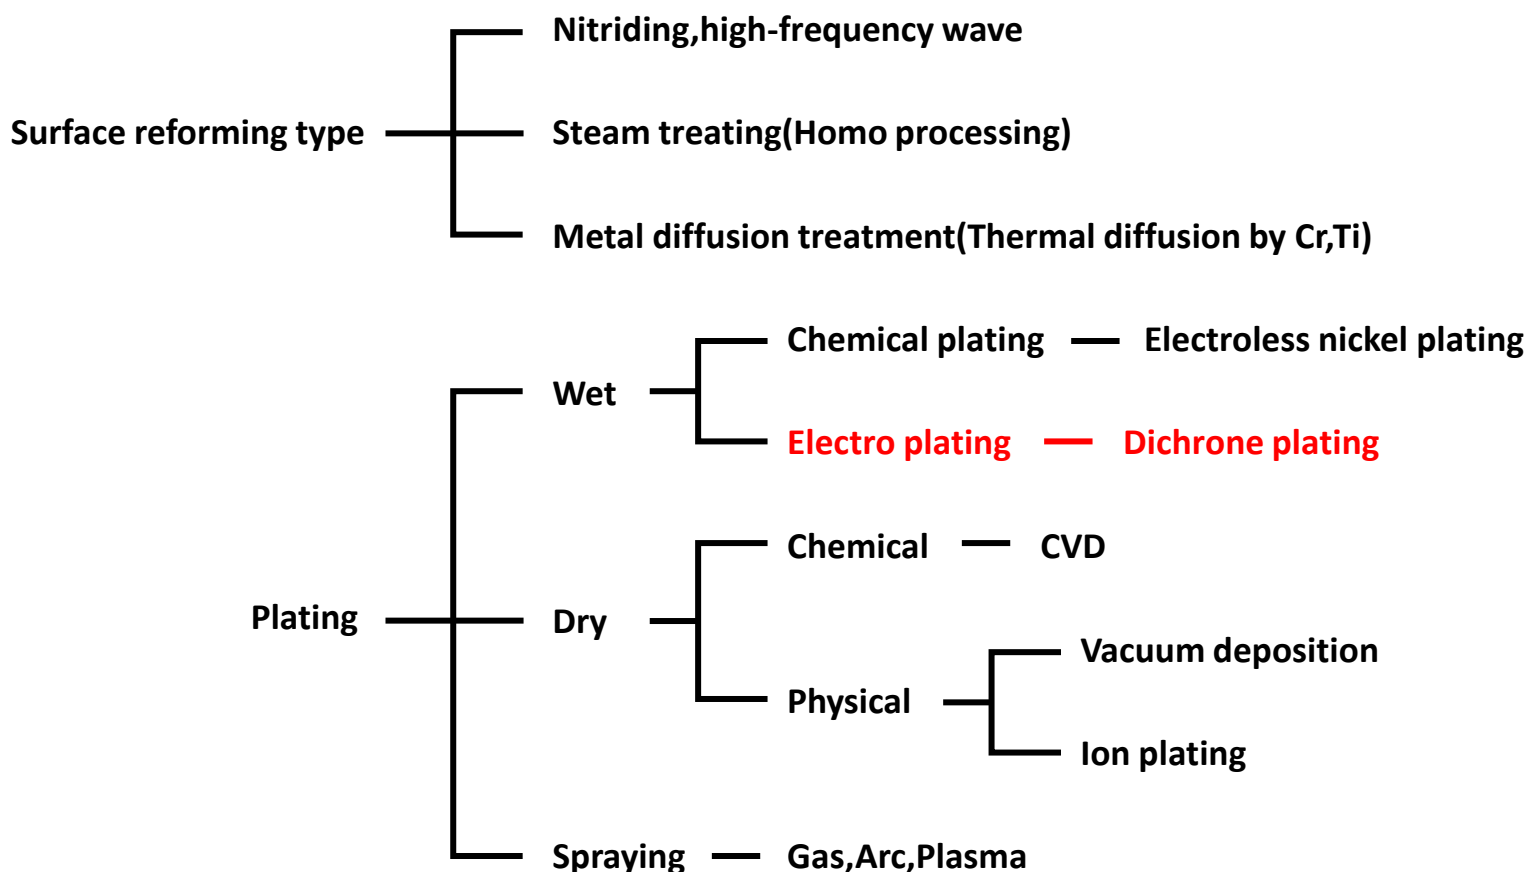 Nitriding,high-frequency wave
Surface reforming type
Steam treating(Homo processing)
Metal diffusion treatment(Thermal diffusion by Cr,Ti)
Chemical plating
Electroless nickel plating
Wet
Electro plating
Dichrone plating
Chemical
CVD
Plating
Dry
Vacuum deposition
Physical
Ion plating
Spraying
Gas,Arc,Plasma